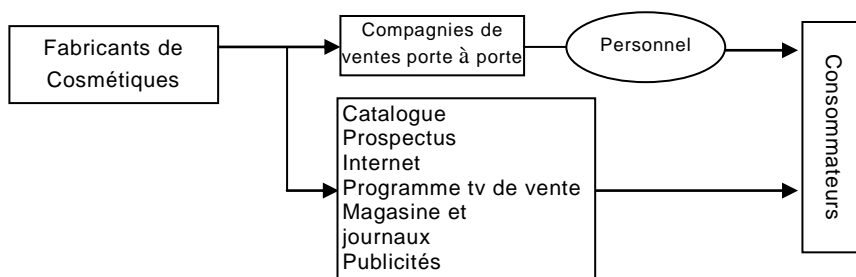 Fabricants de
Cosmétiques
Compagnies de
ventes porte à porte
Personnel
Catalogue
Prospectus
Internet
Programme tv de vente
Magasine et
journaux
Publicités
Consommateurs